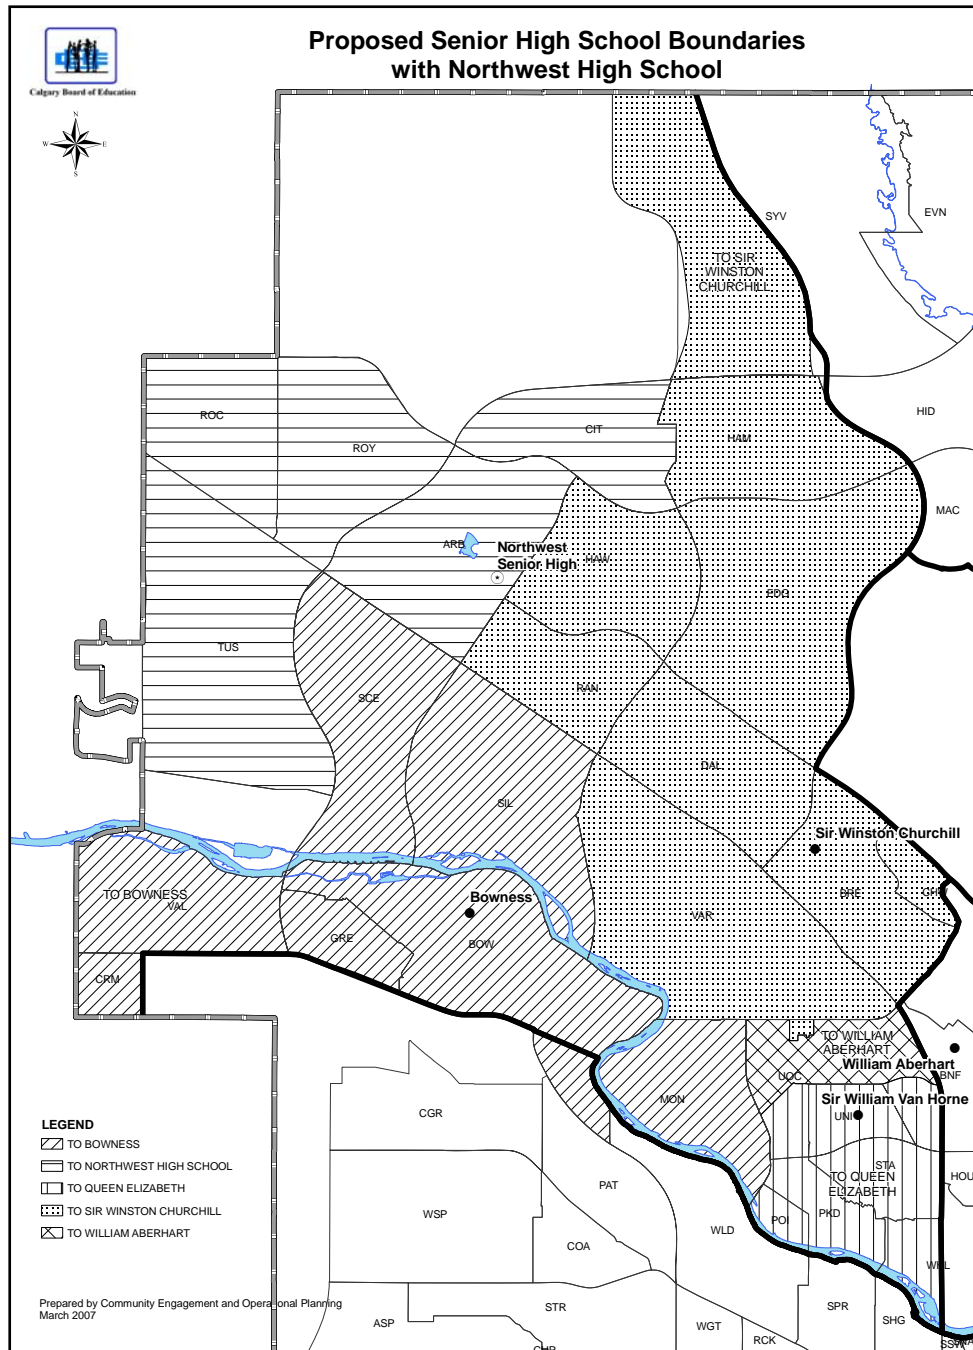 Proposed Senior High School Boundaries
with Northwest High School
Calgary Board of Education
N
W
E
S
SYV
EVN
TO SIR
WINSTON
CHURCHILL
ROC
ROY
CIT
HAM
HID
MAC
ARB
Northwest
Senior High
HAW
EDG
TUS
SCE
RAN
DAL
SIL
Sir Winston Churchill
TO BOWNESS
VAL
Bowness
BRE
CHW
GRE
BOW
VAR
CRM
TO WILLIAM
ABERHART
William Aberhart
UOC
BNF
Sir William Van Horne
UNI
MON
CGR
LEGEND
TO BOWNESS
TO NORTHWEST HIGH SCHOOL
TO QUEEN ELIZABETH
TO SIR WINSTON CHURCHILL
TO WILLIAM ABERHART
STA
HOU
TO QUEEN
ELIZABETH
PAT
WSP
POI
PKD
WLD
COA
WHL
Prepared by Community Engagement and Operational Planning
March 2007
ASP
STR
WGT
RCK
SPR
SHG